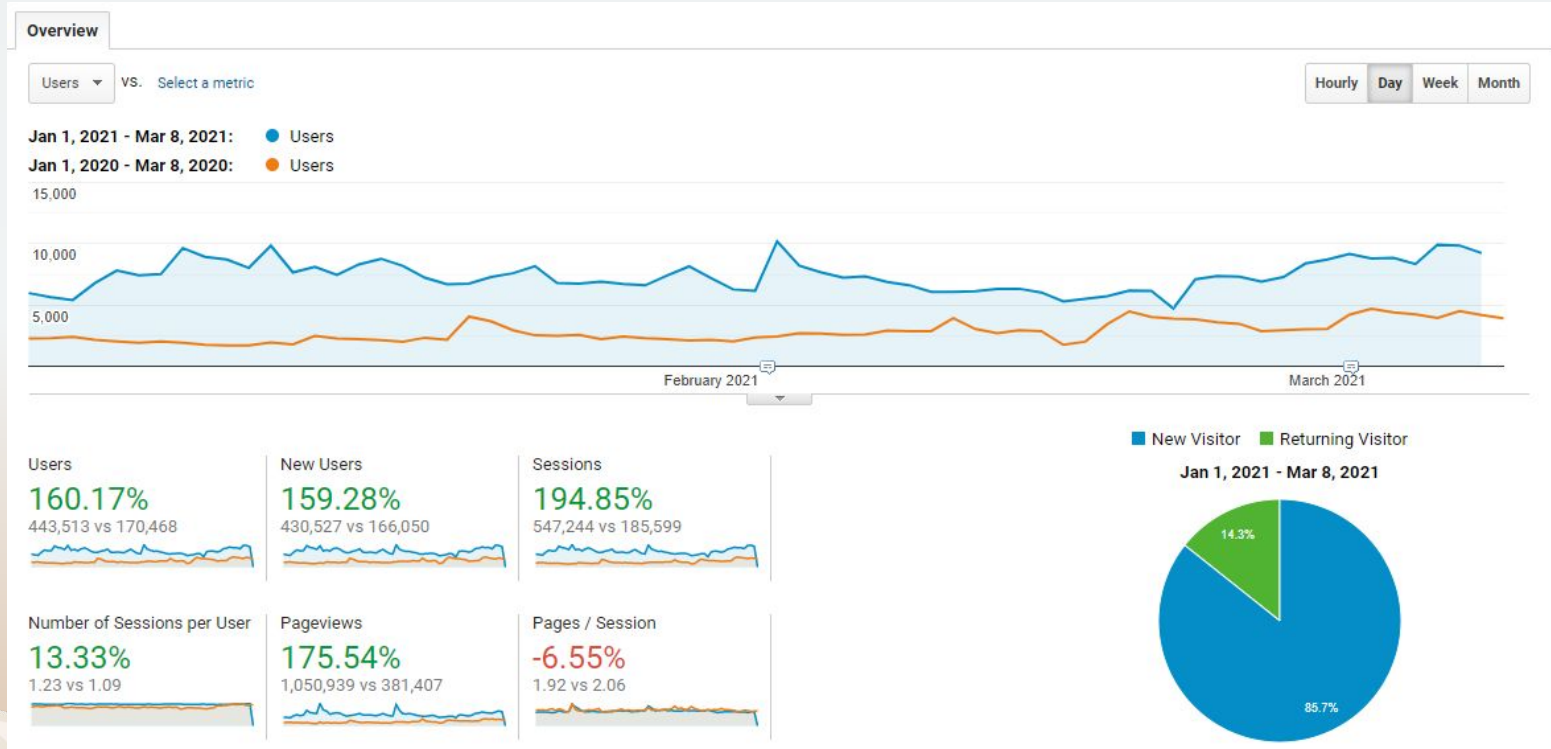 Overview
Users VS. Select a metric
Hourly Day Week Month
Jan 1, 2021 - Mar 8, 2021: Users
Jan 1, 2020 - Mar 8, 2020: Users
15,000
10,000
5,000
February 2021
March 2021
New Visitor Returning Visitor
Jan 1, 2021 - Mar 8, 2021
14.3%
85.7%
Users
160.17%
443,513 vs 170,468
New Users
159.28%
430,527 vs 166,050
Sessions
194.85%
547,244 vs 185,599
Number of Sessions per User
13.33%
1.23 vs 1.09
Pageviews
175.54%
1,050,939 vs 381,407
Pages / Session
-6.55%
1.92 vs 2.06